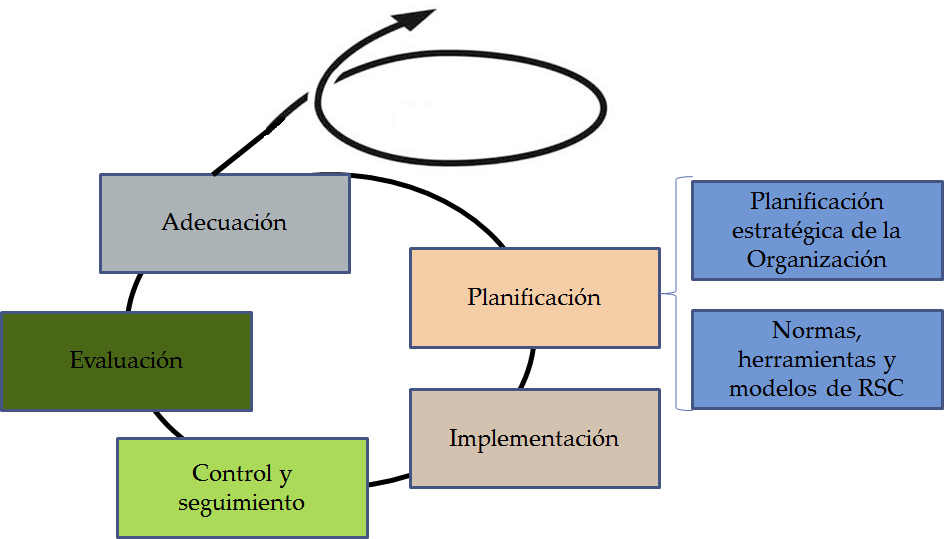 Adecuación
Planificación
estratégica de la
Organización
Planificación
Normas,
herramientas y
modelos de RSC
Evaluación
Implementación
Control y
seguimiento